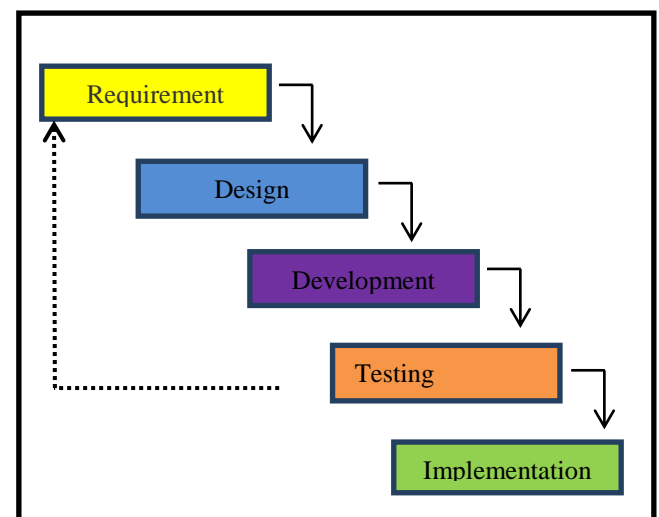 Requirement
Design
Development
Testing
Implementation